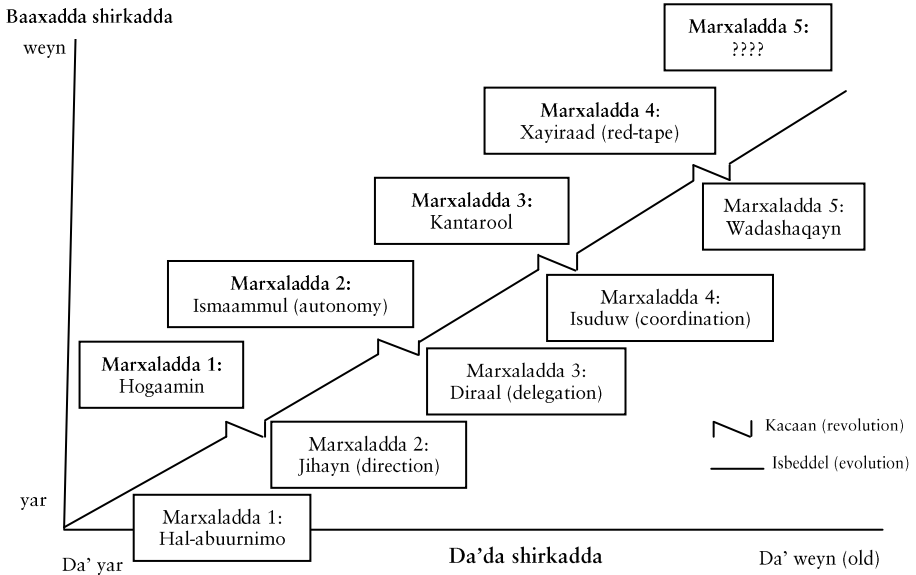 Baaxadda shirkadda
weyn
Marxaladda 5:
????
Marxaladda 4:
Xayiraad (red-tape)
Marxaladda 3:
Kantarool
Marxaladda 5:
Wadashaqayn
Marxaladda 2:
Ismaammul (autonomy)
Marxaladda 4:
Isuduw (coordination)
Marxaladda 1:
Hogaamin
Marxaladda 3:
Diraal (delegation)
Marxaladda 2:
Jihayn (direction)
Kacaan (revolution)
Isbeddel (evolution)
yar
Marxaladda 1:
Hal-abuurnimo
Da’ yar
Da’da shirkadda
Da’ weyn (old)